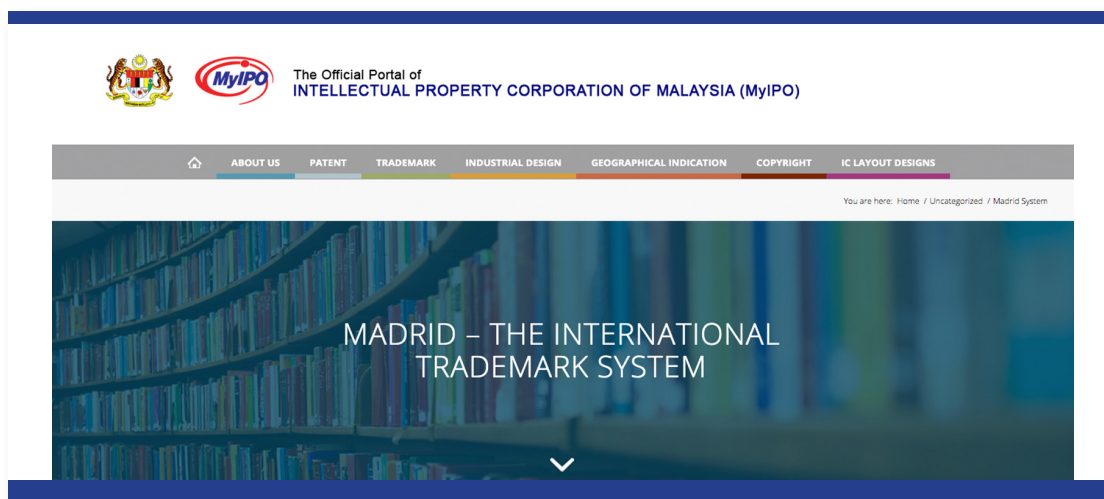 MyIPO
The Official Portal of
INTELLECTUAL PROPERTY CORPORATION OF MALAYSIA (MyIPO)
ABOUT US PATENT TRADEMARK INDUSTRIAL DESIGN GEOGRAPHICAL INDICATION COPYRIGHT IC LAYOUT DESIGNS
You are here: Home / Uncategorized / Madrid System
MADRID – THE INTERNATIONAL
TRADEMARK SYSTEM